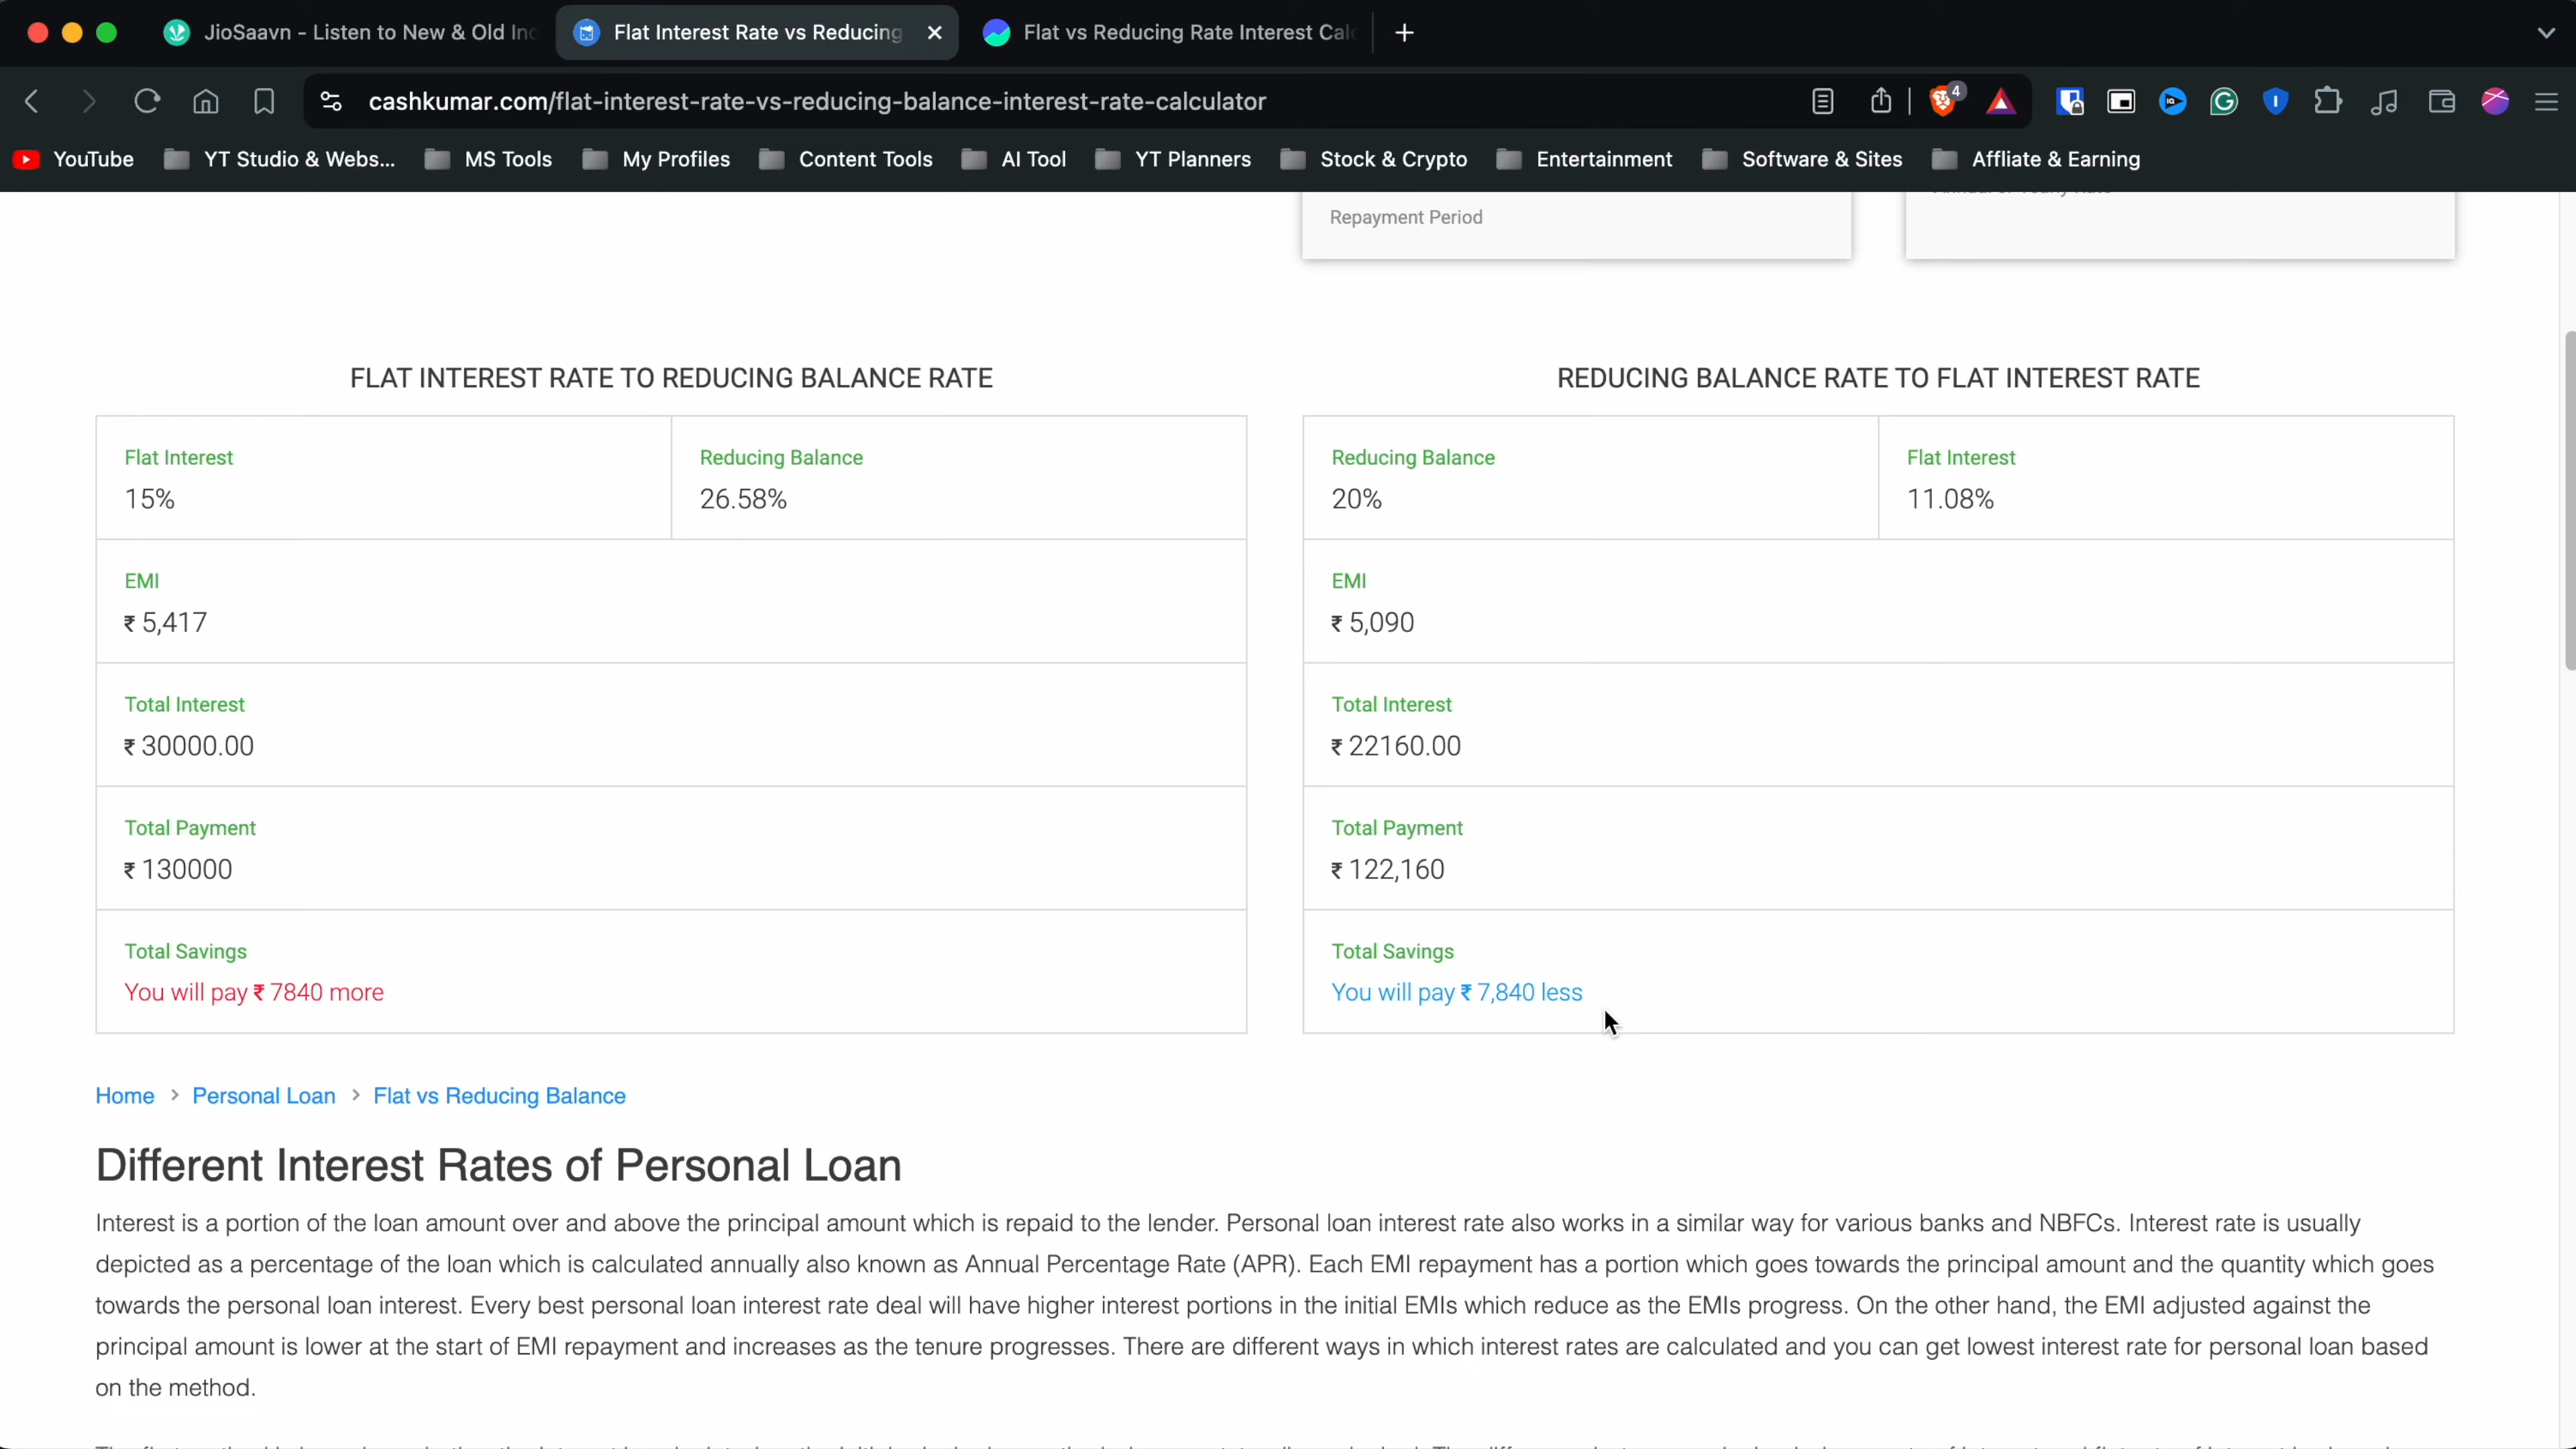 JioSaavn - Listen to New & Old In
Flat Interest Rate vs Reducing
Flat vs Reducing Rate Interest Cal
cashkumar.com/flat-interest-rate-vs-reducing-balance-interest-rate-calculator
4
YouTube
YT Studio & Webs...
MS Tools
My Profiles
Content Tools
AI Tool
YT Planners
Stock & Crypto
Entertainment
Software & Sites
Affliate & Earning
Repayment Period
FLAT INTEREST RATE TO REDUCING BALANCE RATE
Flat Interest
15%
Reducing Balance
26.58%
EMI
₹ 5,417
Total Interest
₹ 30000.00
Total Payment
₹ 130000
Total Savings
You will pay ₹ 7840 more
REDUCING BALANCE RATE TO FLAT INTEREST RATE
Reducing Balance
20%
Flat Interest
11.08%
EMI
₹ 5,090
Total Interest
₹ 22160.00
Total Payment
₹ 122,160
Total Savings
You will pay ₹ 7,840 less
Home > Personal Loan > Flat vs Reducing Balance
Different Interest Rates of Personal Loan
Interest is a portion of the loan amount over and above the principal amount which is repaid to the lender. Personal loan interest rate also works in a similar way for various banks and NBFCs. Interest rate is usually
depicted as a percentage of the loan which is calculated annually also known as Annual Percentage Rate (APR). Each EMI repayment has a portion which goes towards the principal amount and the quantity which goes
towards the personal loan interest. Every best personal loan interest rate deal will have higher interest portions in the initial EMIs which reduce as the EMIs progress. On the other hand, the EMI adjusted against the
principal amount is lower at the start of EMI repayment and increases as the tenure progresses. There are different ways in which interest rates are calculated and you can get lowest interest rate for personal loan based
on the method.